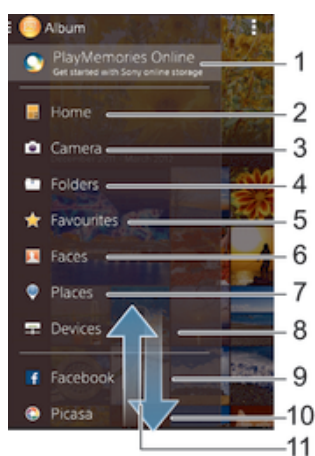 Album
PlayMemories Online
Get started with Sony online storage
1
Home
2
Camera
3
Folders
4
Favourites
5
Faces
6
Places
7
Devices
8
Facebook
9
Picasa
10
11